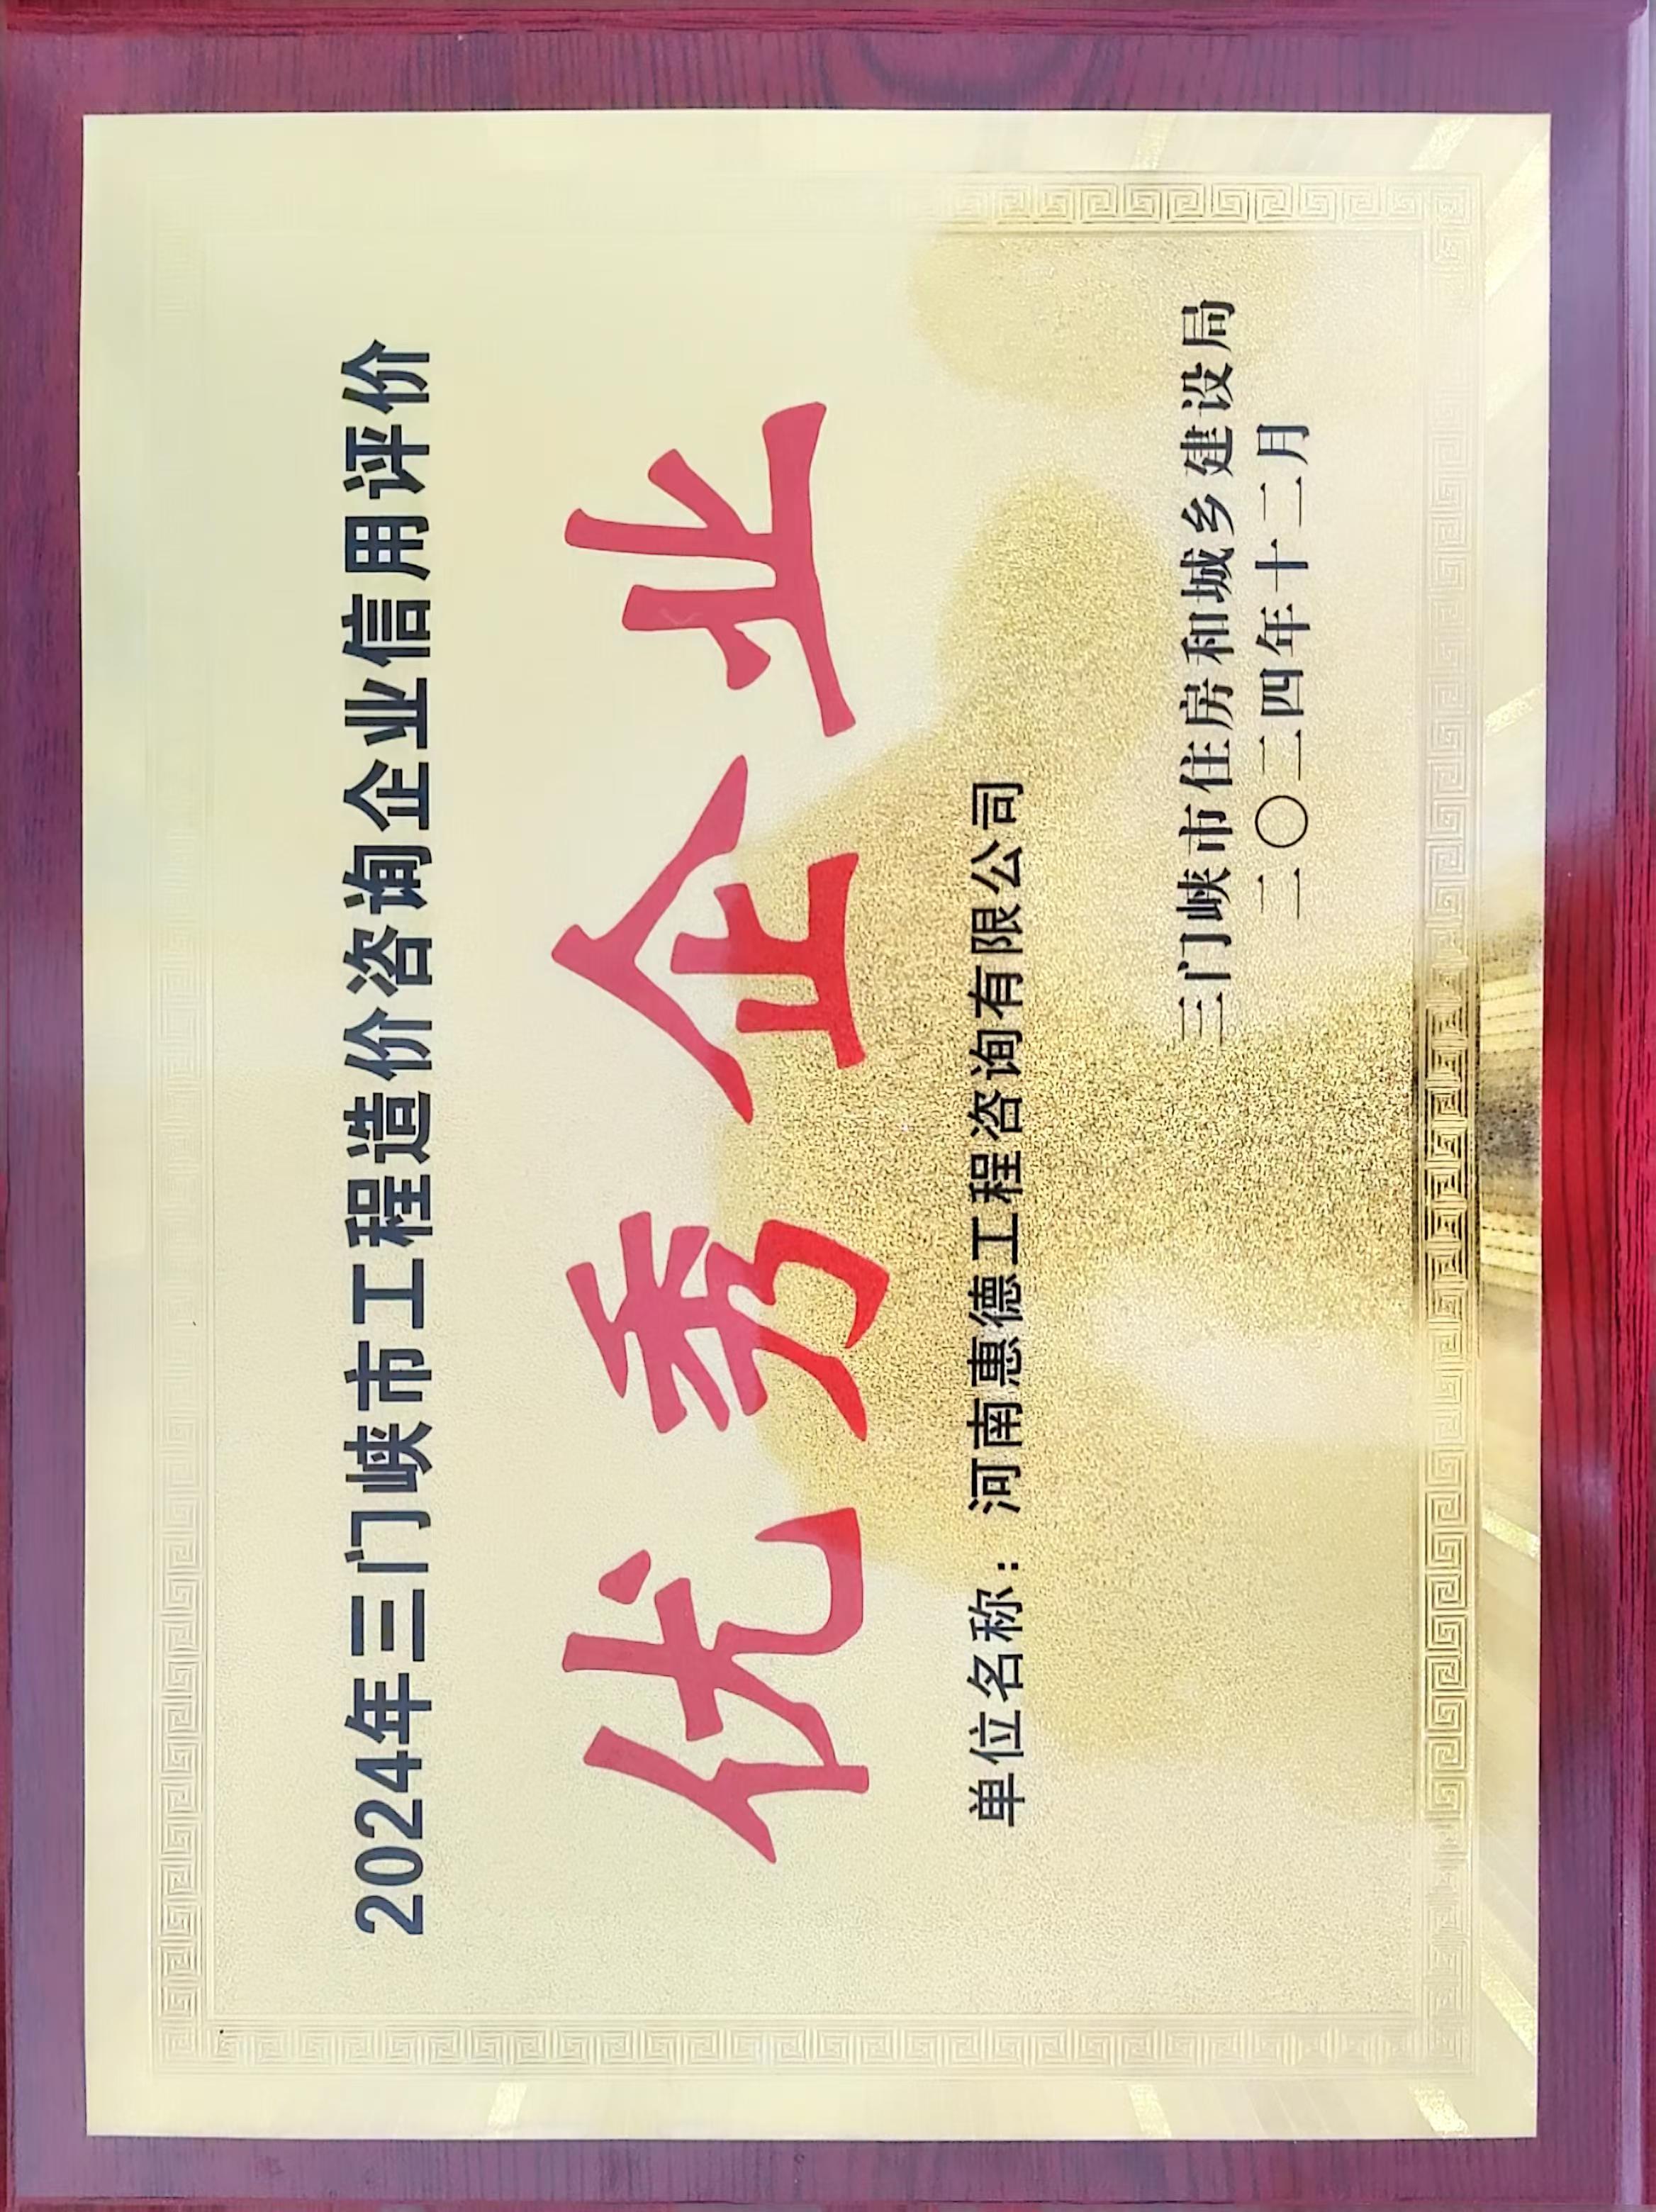 2024年三门峡市工程造价咨询企业信用评价
优秀企业
单位名称：河南惠德工程咨询有限公司
三门峡市住房和城乡建设局
二〇二四年十二月